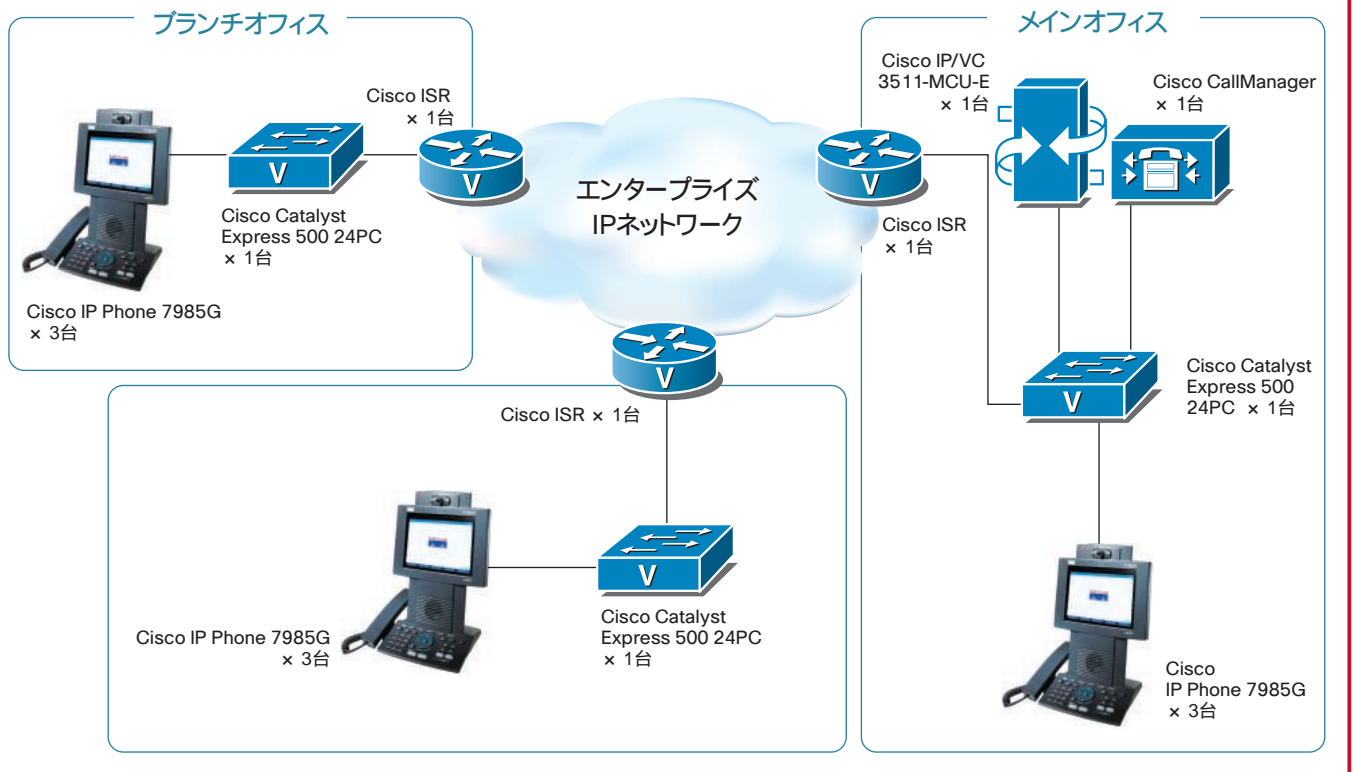 ブランチオフィス
Cisco ISR
× 1台
V
V
Cisco Catalyst
Express 500 24PC
× 1台
Cisco IP Phone 7985G
× 3台
エンタープライズ
IPネットワーク
メインオフィス
Cisco IP/VC
3511-MCU-E
× 1台
Cisco CallManager
× 1台
V
Cisco ISR
× 1台
V
Cisco Catalyst
Express 500
24PC × 1台
Cisco
IP Phone 7985G
× 3台
V
Cisco ISR × 1台
V
Cisco Catalyst
Express 500 24PC
× 1台
Cisco IP Phone 7985G
× 3台